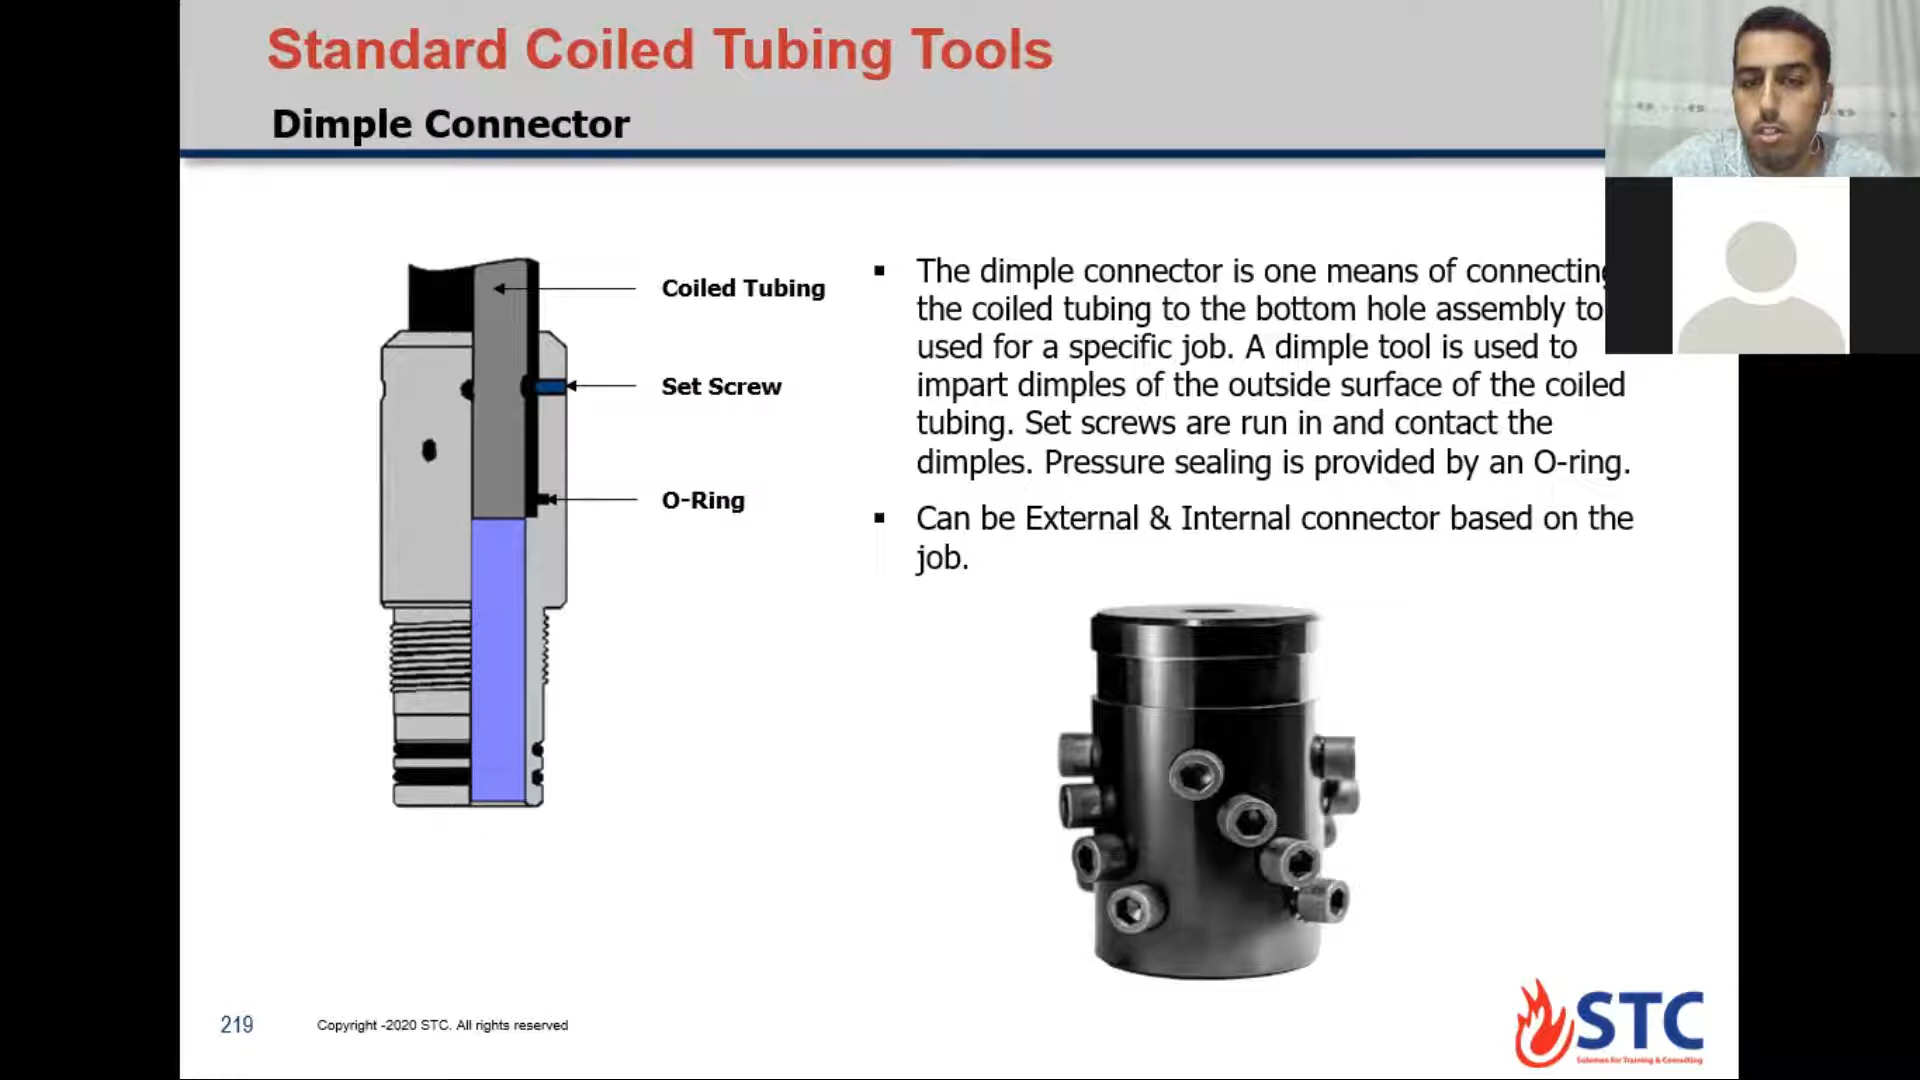 Standard Coiled Tubing Tools
Dimple Connector
Coiled Tubing
Set Screw
O-Ring
▪ The dimple connector is one means of connecting
the coiled tubing to the bottom hole assembly to
used for a specific job. A dimple tool is used to
impart dimples of the outside surface of the coiled
tubing. Set screws are run in and contact the
dimples. Pressure sealing is provided by an O-ring.
▪ Can be External & Internal connector based on the
job.
219
Copyright -2020 STC. All rights reserved
STC
Solutions for Training & Consulting